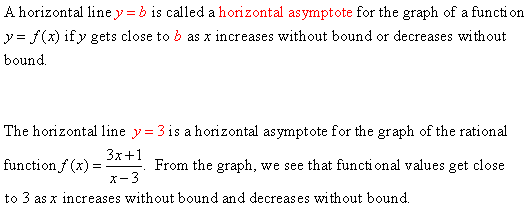 A horizontal line y = b is called a horizontal asymptote for the graph of a function
y = f(x) if y gets close to b as x increases without bound or decreases without
bound.
The horizontal line y = 3 is a horizontal asymptote for the graph of the rational
function f(x) = (3x+1)/(x−3). From the graph, we see that functional values get close
to 3 as x increases without bound and decreases without bound.